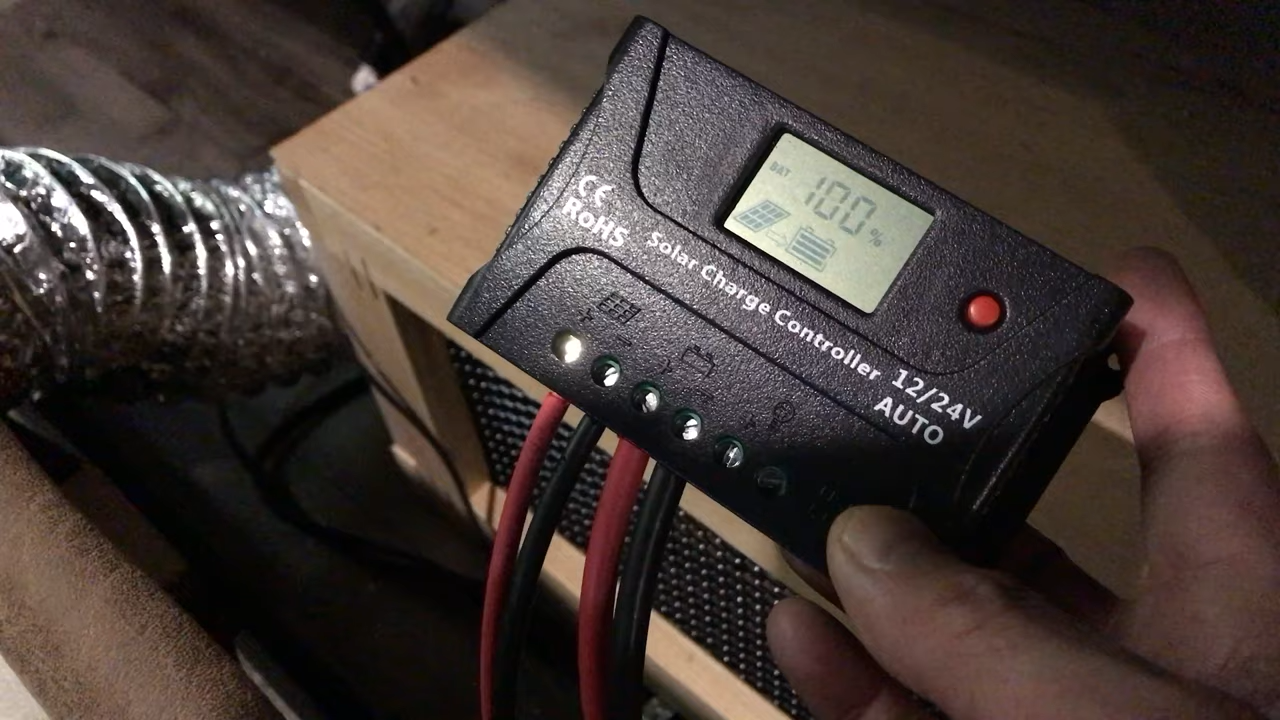 BAT
100%
CE
RoHS
Solar Charge Controller 12/24V
AUTO